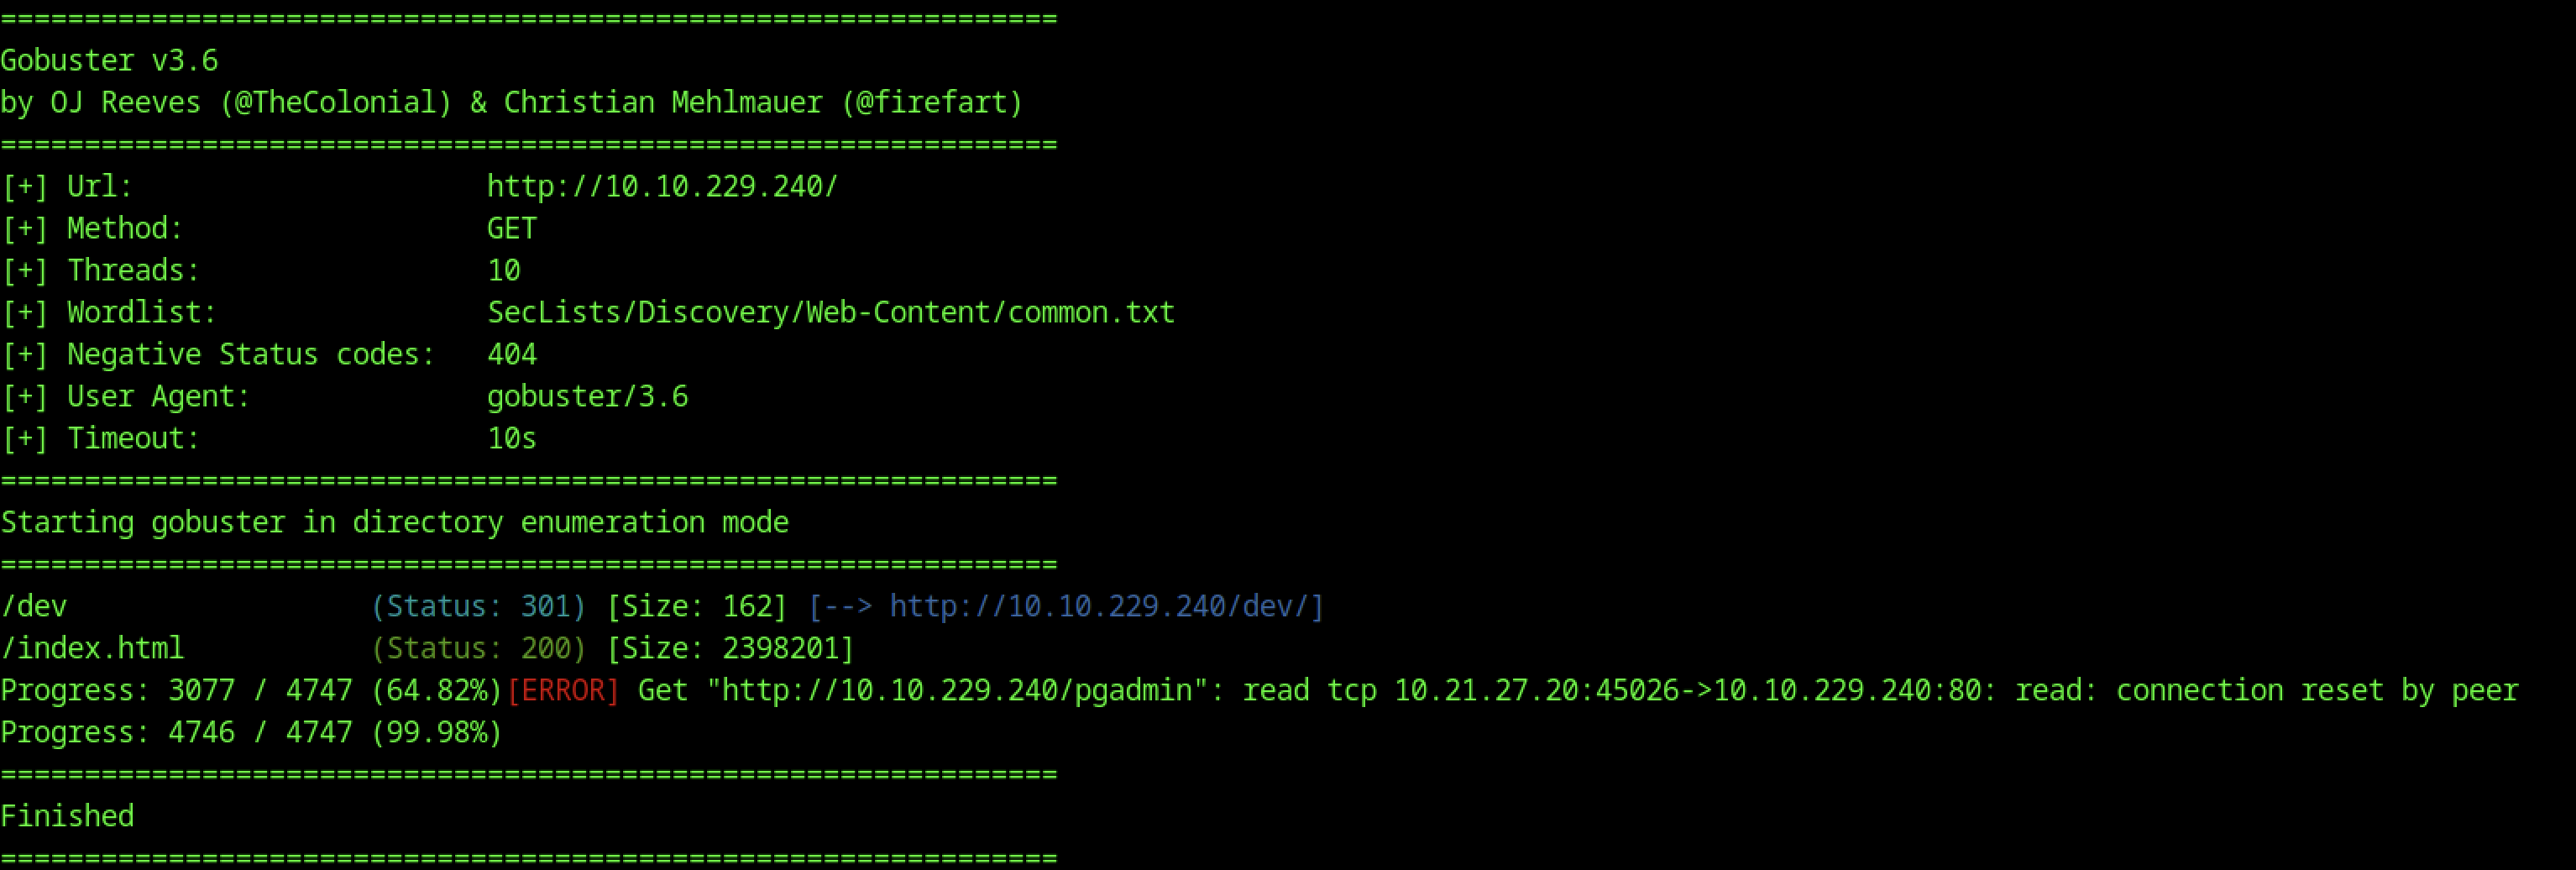 ===============================================================
Gobuster v3.6
by OJ Reeves (@TheColonial) & Christian Mehlmauer (@firefart)
===============================================================
[+] Url:                     http://10.10.229.240/
[+] Method:                  GET
[+] Threads:                 10
[+] Wordlist:                SecLists/Discovery/Web-Content/common.txt
[+] Negative Status codes:   404
[+] User Agent:              gobuster/3.6
[+] Timeout:                 10s
===============================================================
Starting gobuster in directory enumeration mode
===============================================================
/dev                  (Status: 301) [Size: 162] [--> http://10.10.229.240/dev/]
/index.html           (Status: 200) [Size: 2398201]
Progress: 3077 / 4747 (64.82%)[ERROR] Get "http://10.10.229.240/pgadmin": read tcp 10.21.27.20:45026->10.10.229.240:80: read: connection reset by peer
Progress: 4746 / 4747 (99.98%)
===============================================================
Finished
===============================================================